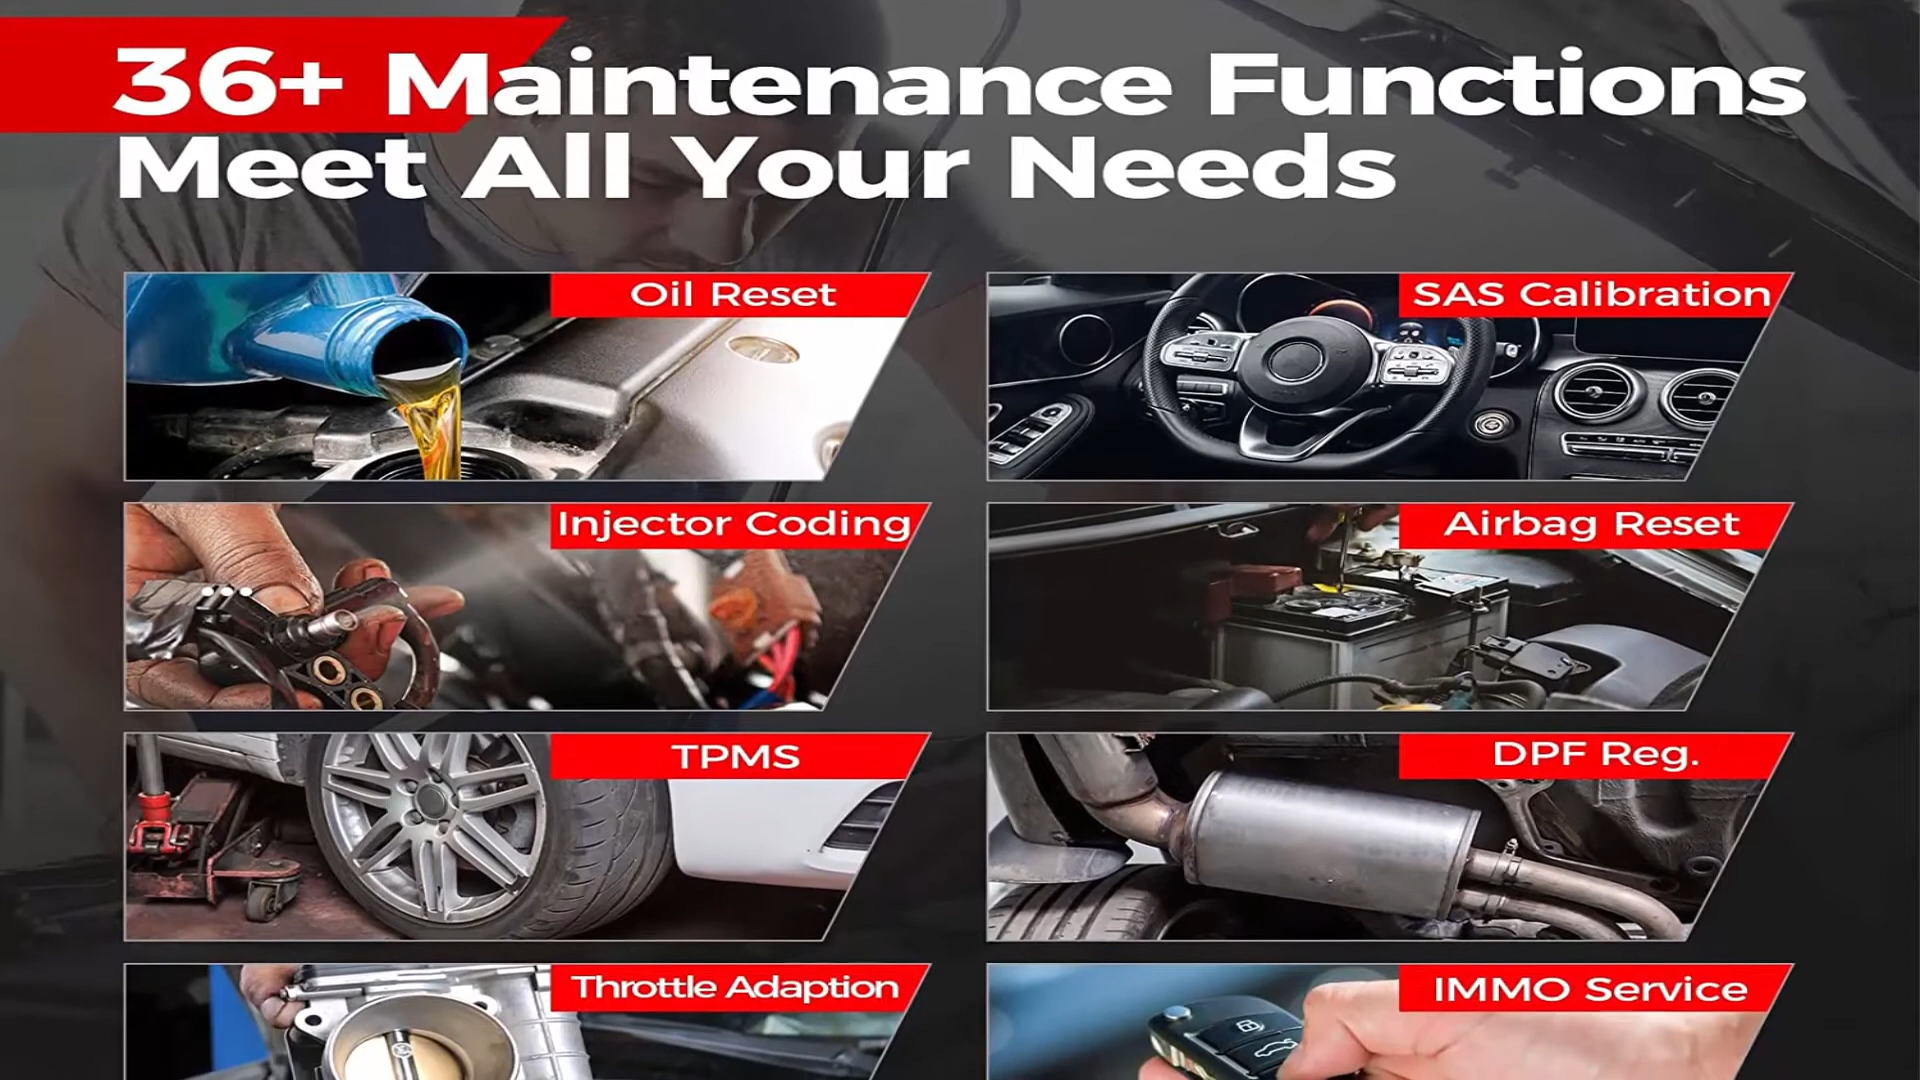 36+ Maintenance Functions
Meet All Your Needs
Oil Reset
SAS Calibration
Injector Coding
Airbag Reset
TPMS
DPF Reg.
Throttle Adaption
IMMO Service